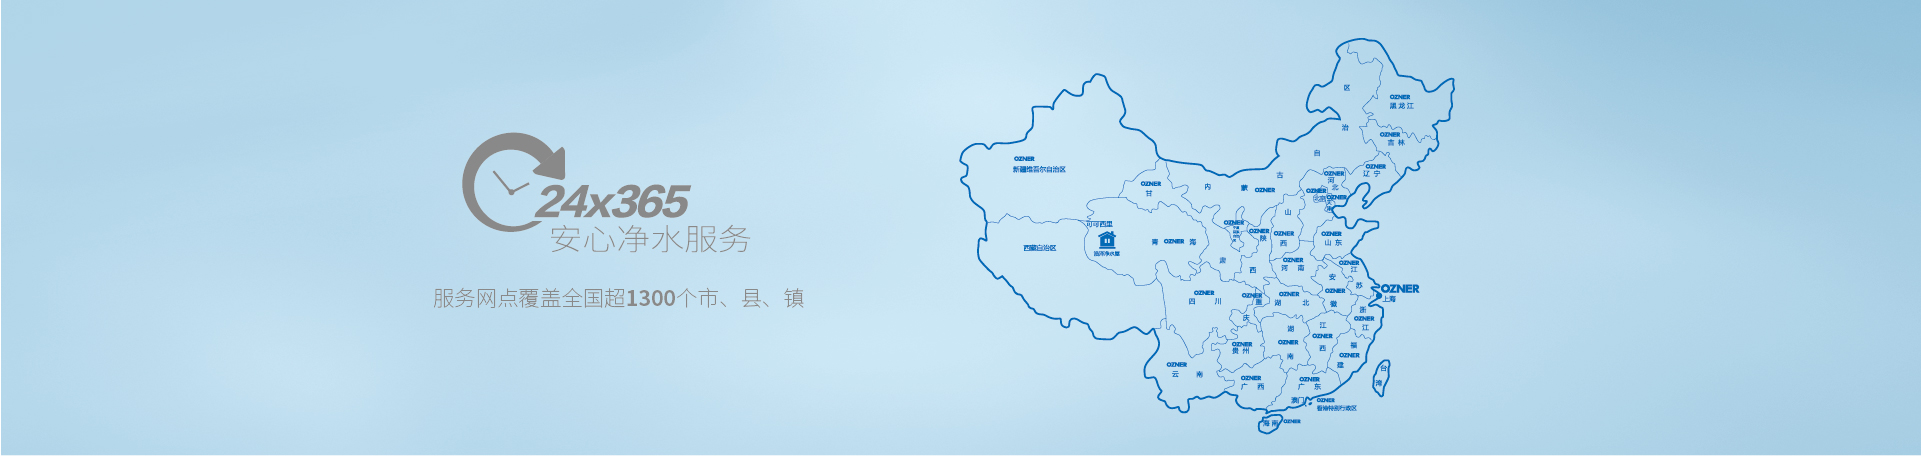 24x365
安心净水服务
服务网点覆盖全国超1300个市、县、镇
区
OZNER
黑龙江
治
OZNER
吉林
自
OZNER
辽宁
OZNER
新疆维吾尔自治区
古
OZNER
河
北
OZNER
甘
内
蒙 OZNER
OZNER
北京
OZNER
山
可可西里
OZNER
OZNER
陕
OZNER
西
OZNER
山东
青 OZNER 海
西藏自治区
肃
西
OZNER
河南
OZNER
江
安
苏
OZNER
上海
OZNER
四川
OZNER
重
庆
OZNER
湖北
OZNER
徽
浙
OZNER
江
湖
江
OZNER
贵州
OZNER
南
OZNER
西
福
OZNER
建
OZNER
云南
OZNER
广西
OZNER
广东
台
湾
澳门
OZNER
香港特别行政区
海南 OZNER